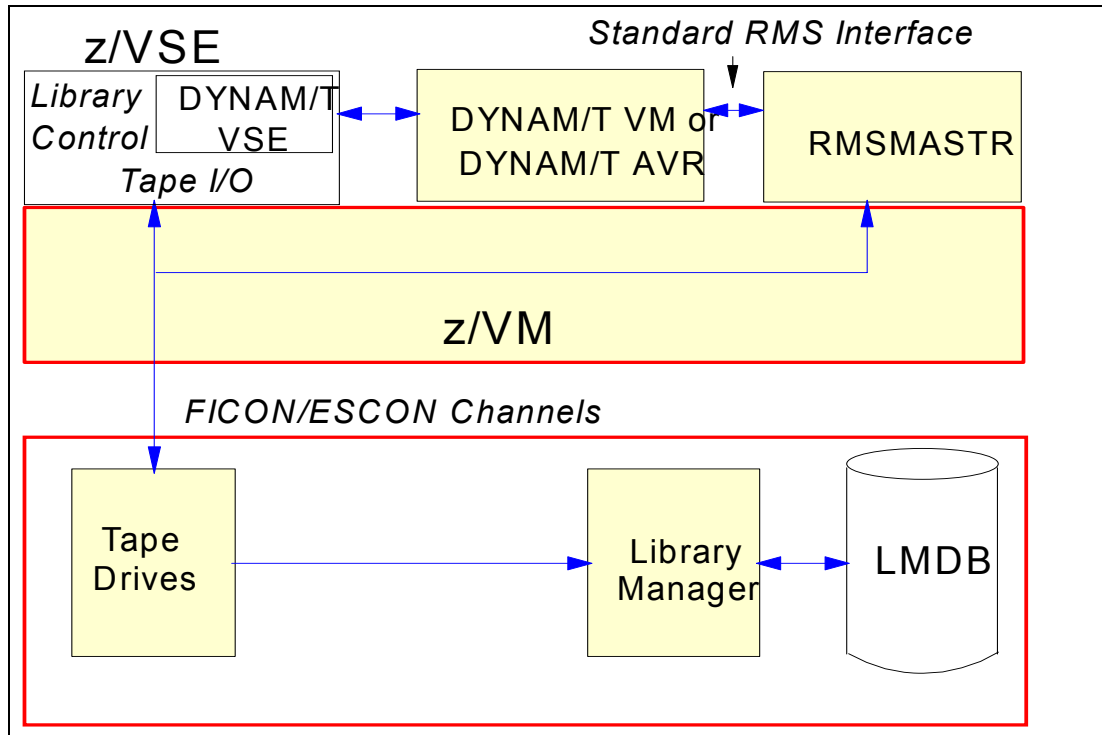 z/VSE
Standard RMS Interface
Library
Control
DYNAM/T
VSE
Tape I/O
DYNAM/T VM or
DYNAM/T AVR
RMSMASTR
z/VM
FICON/ESCON Channels
Tape
Drives
Library
Manager
LMDB